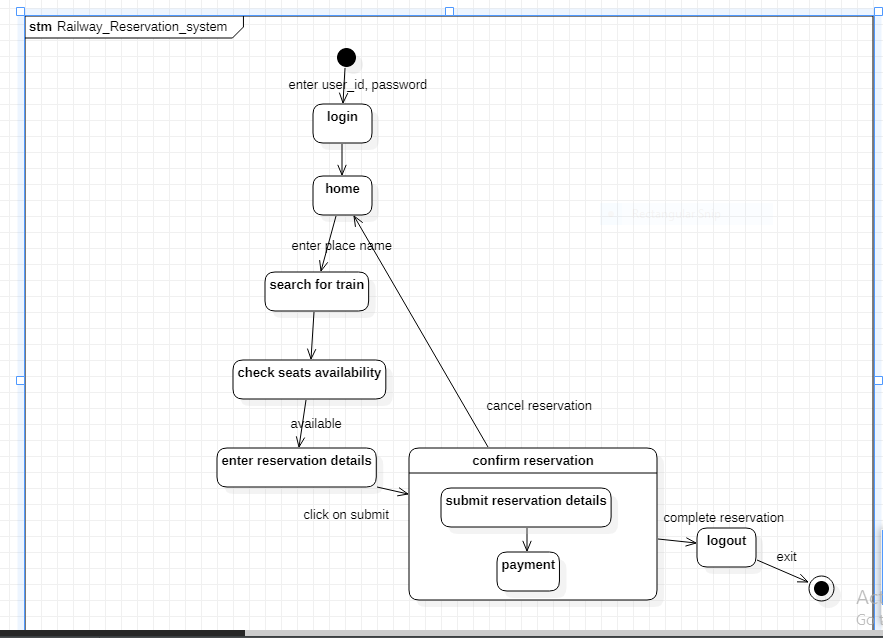 stm Railway_Reservation_system
enter user_id, password
login
home
enter place name
search for train
check seats availability
cancel reservation
available
enter reservation details
confirm reservation
submit reservation details
click on submit
complete reservation
logout
exit
payment